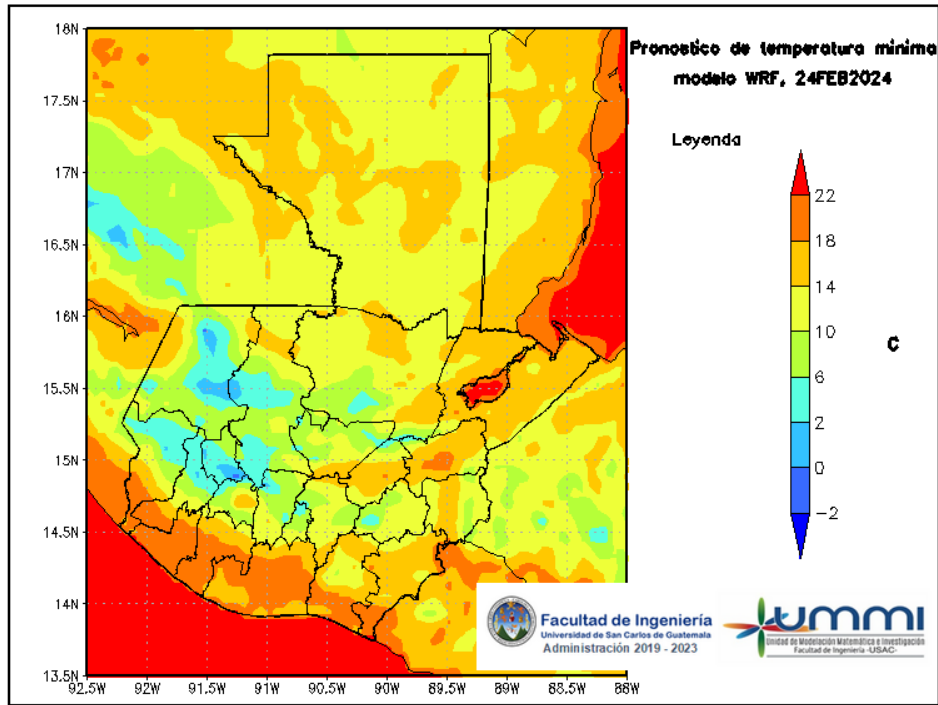 Pronostico de temperatura minima
modelo WRF, 24FEB2024
Leyenda
22
18
14
10
6
2
0
−2
C
18N
17.5N
17N
16.5N
16N
15.5N
15N
14.5N
14N
13.5N
92.5W 92W 91.5W 91W 90.5W 90W 89.5W 89W 88.5W 88W
Facultad de Ingeniería
Universidad de San Carlos de Guatemala
Administración 2019 - 2023
ummi
Unidad de Modelación Matemática e Investigación
Facultad de Ingeniería -USAC-